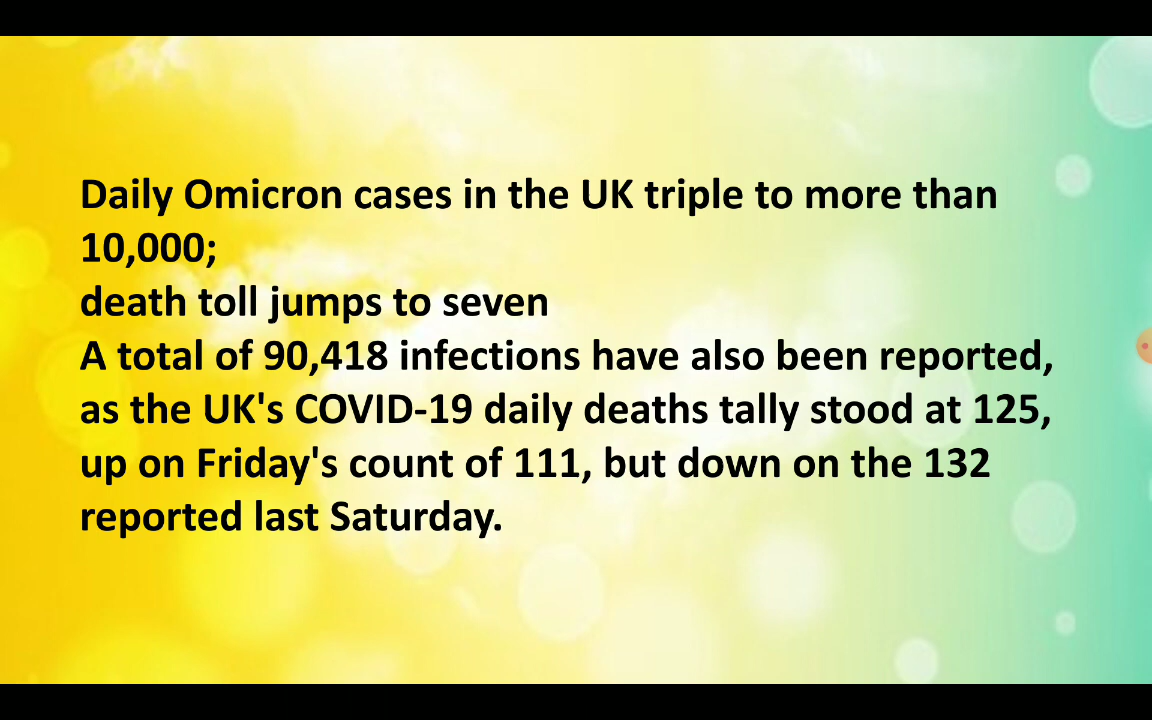 Daily Omicron cases in the UK triple to more than
10,000;
death toll jumps to seven
A total of 90,418 infections have also been reported,
as the UK's COVID-19 daily deaths tally stood at 125,
up on Friday's count of 111, but down on the 132
reported last Saturday.